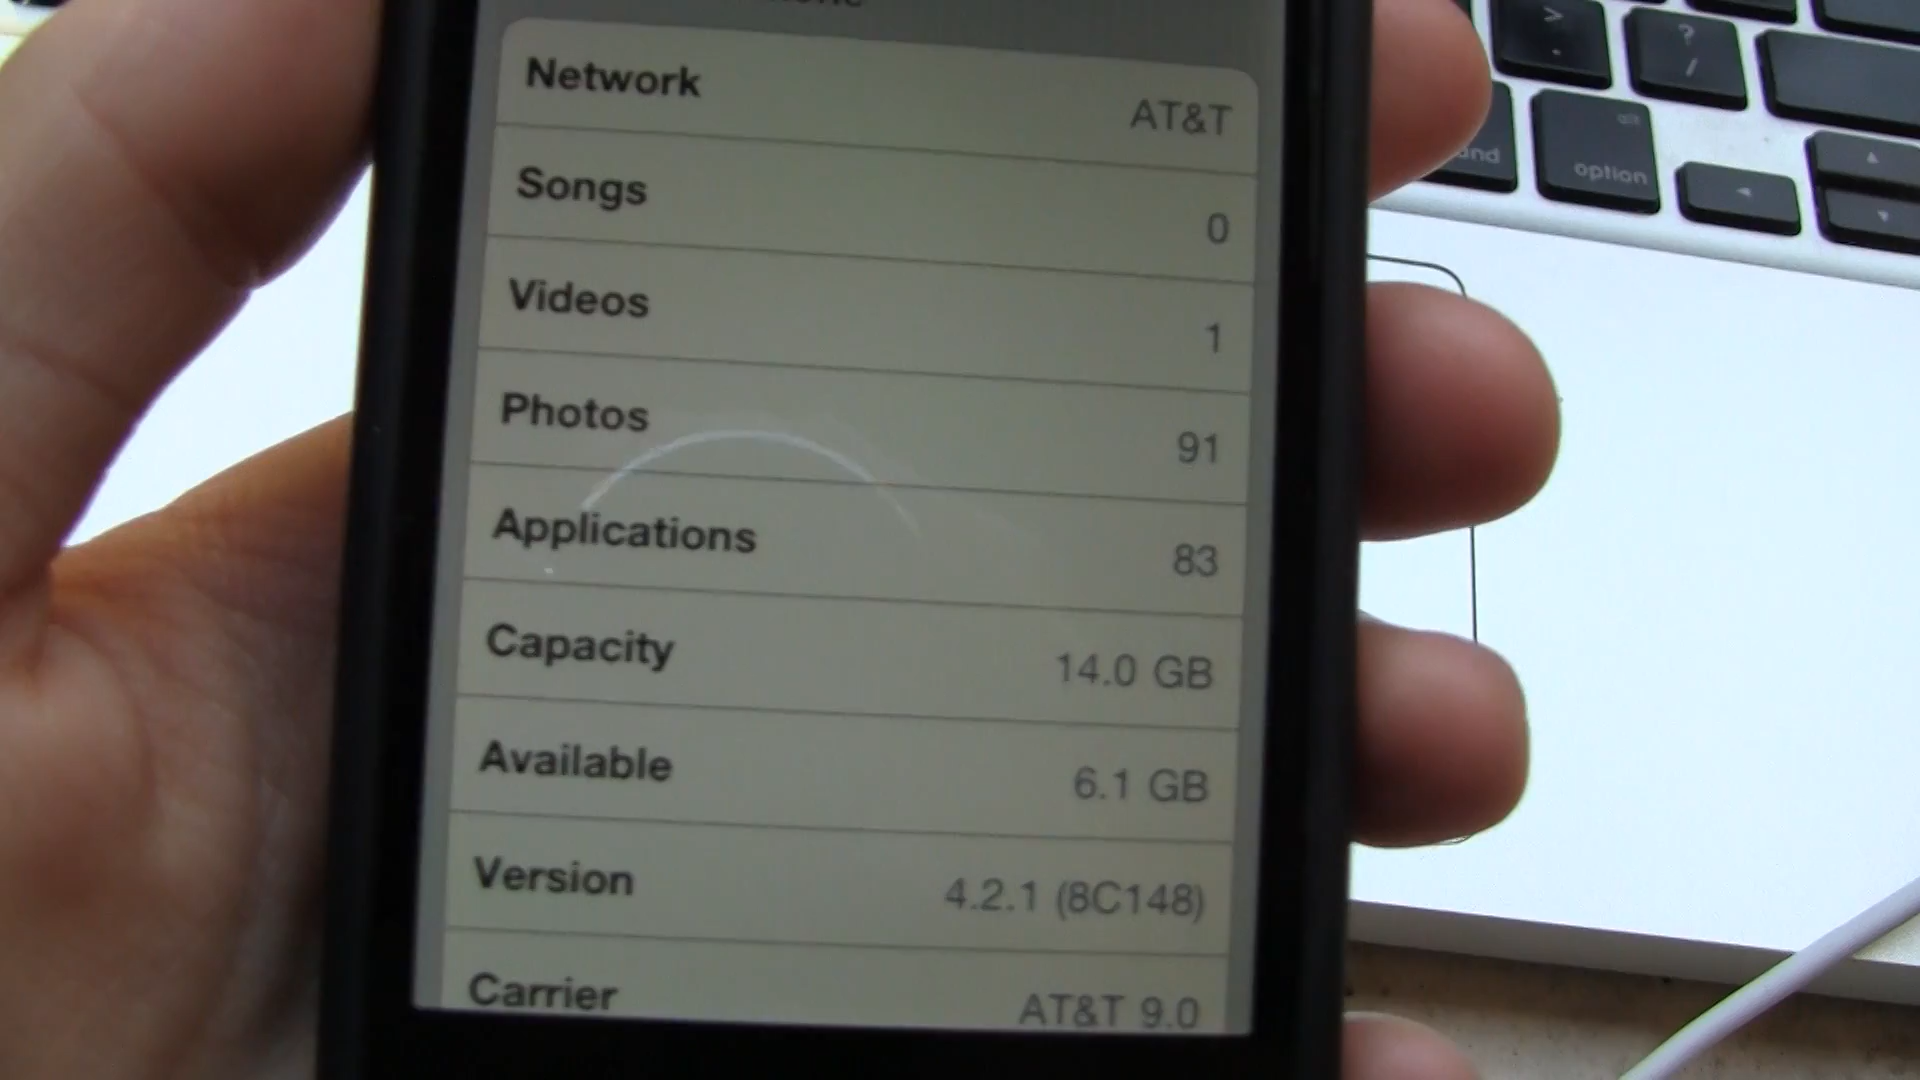 Network AT&T
Songs 0
Videos 1
Photos 91
Applications 83
Capacity 14.0 GB
Available 6.1 GB
Version 4.2.1 (8C148)
Carrier AT&T 9.0
> .
? /
alt
option